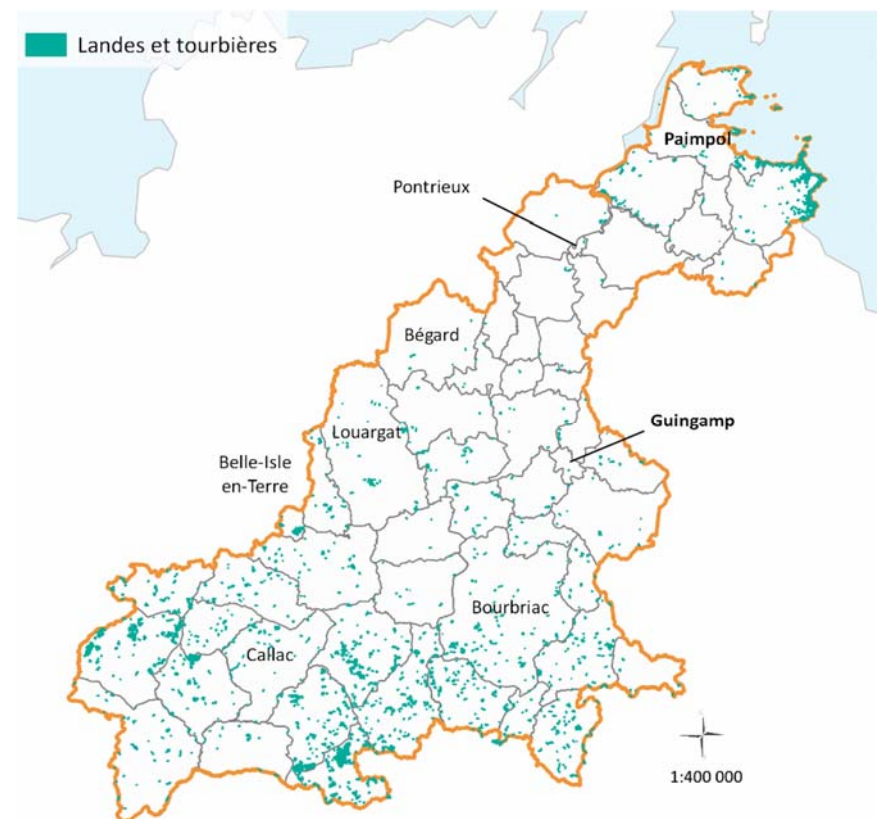 Landes et tourbières
Paimpol
Pontrieux
Bégard
Guingamp
Louargat
Belle-Isle
en-Terre
Bourbriac
Callac
1:400 000